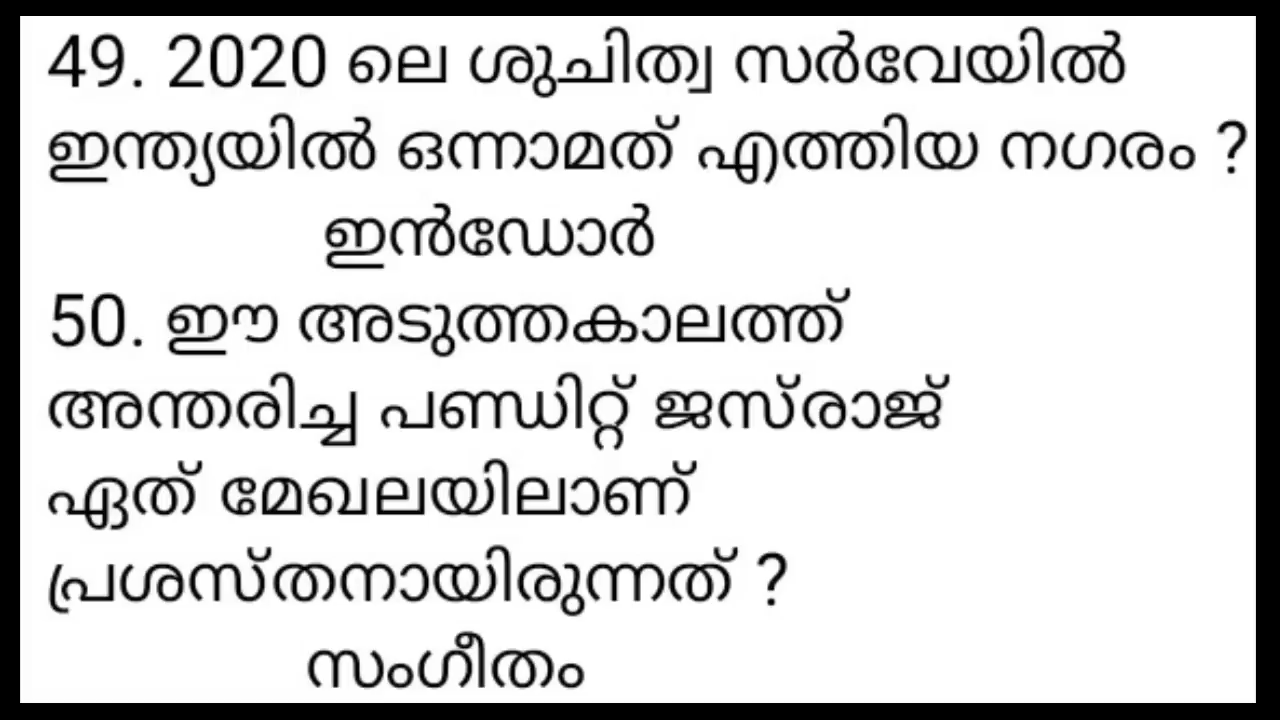 49. 2020 ലെ ശുചിത്വ സർവേയിൽ
ഇന്ത്യയിൽ ഒന്നാമത് എത്തിയ നഗരം ?
ഇൻഡോർ
50. ഈ അടുത്തകാലത്ത്
അന്തരിച്ച പണ്ഡിറ്റ് ജസ്‌രാജ്
ഏത് മേഖലയിലാണ്
പ്രശസ്തനായിരുന്നത് ?
സംഗീതം